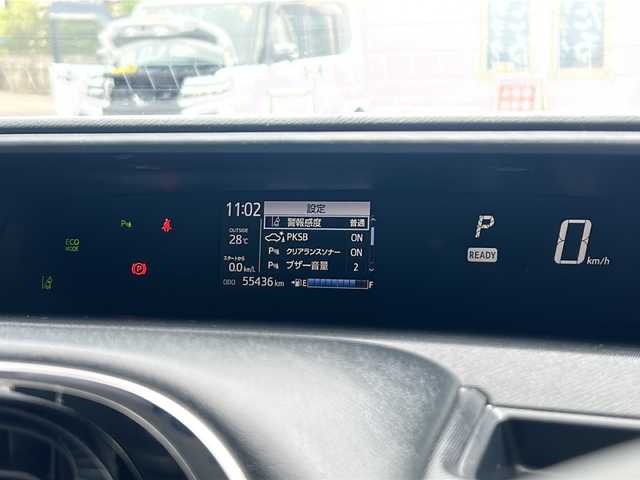 11:02
OUTSIDE
28℃
スタートから
0.0km/L
ODO 55436km
設定
警報感度 普通
PKSB ON
クリアランスソナー ON
ブザー音量 2
E F
ECO
MODE
P
P
READY
0 km/h